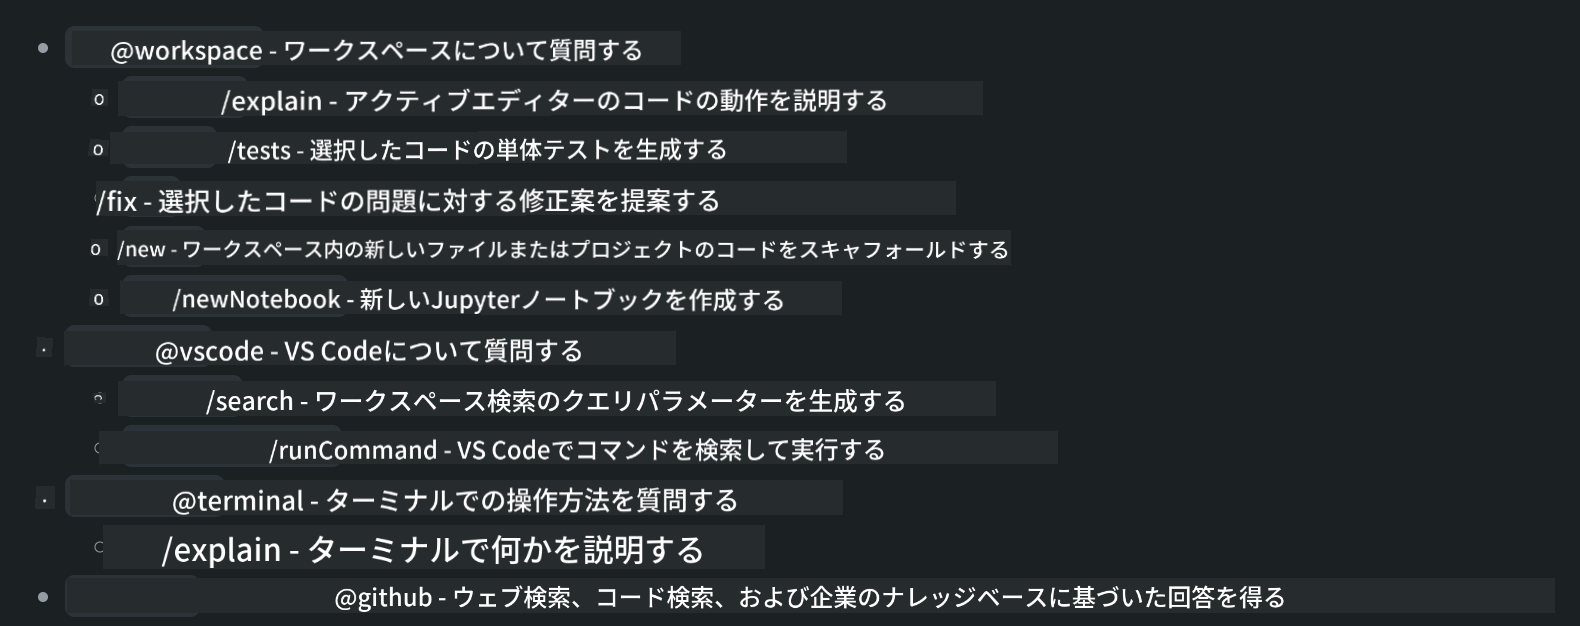 @workspace - ワークスペースについて質問する
/explain - アクティブエディターのコードの動作を説明する
/tests - 選択したコードの単体テストを生成する
/fix - 選択したコードの問題に対する修正案を提案する
/new - ワークスペース内の新しいファイルまたはプロジェクトのコードをスキャフォールドする
/newNotebook - 新しいJupyterノートブックを作成する
@vscode - VS Codeについて質問する
/search - ワークスペース検索のクエリパラメーターを生成する
/runCommand - VS Codeでコマンドを検索して実行する
@terminal - ターミナルでの操作方法を質問する
/explain - ターミナルで何かを説明する
@github - ウェブ検索、コード検索、および企業のナレッジベースに基づいた回答を得る